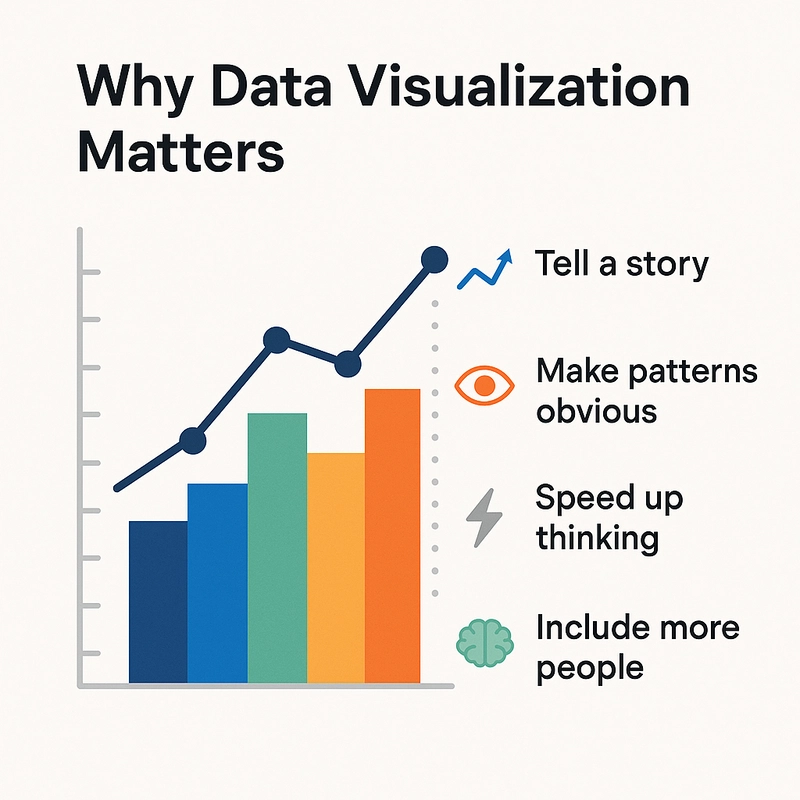 Why Data Visualization
Matters
Tell a story
Make patterns
obvious
Speed up
thinking
Include more
people